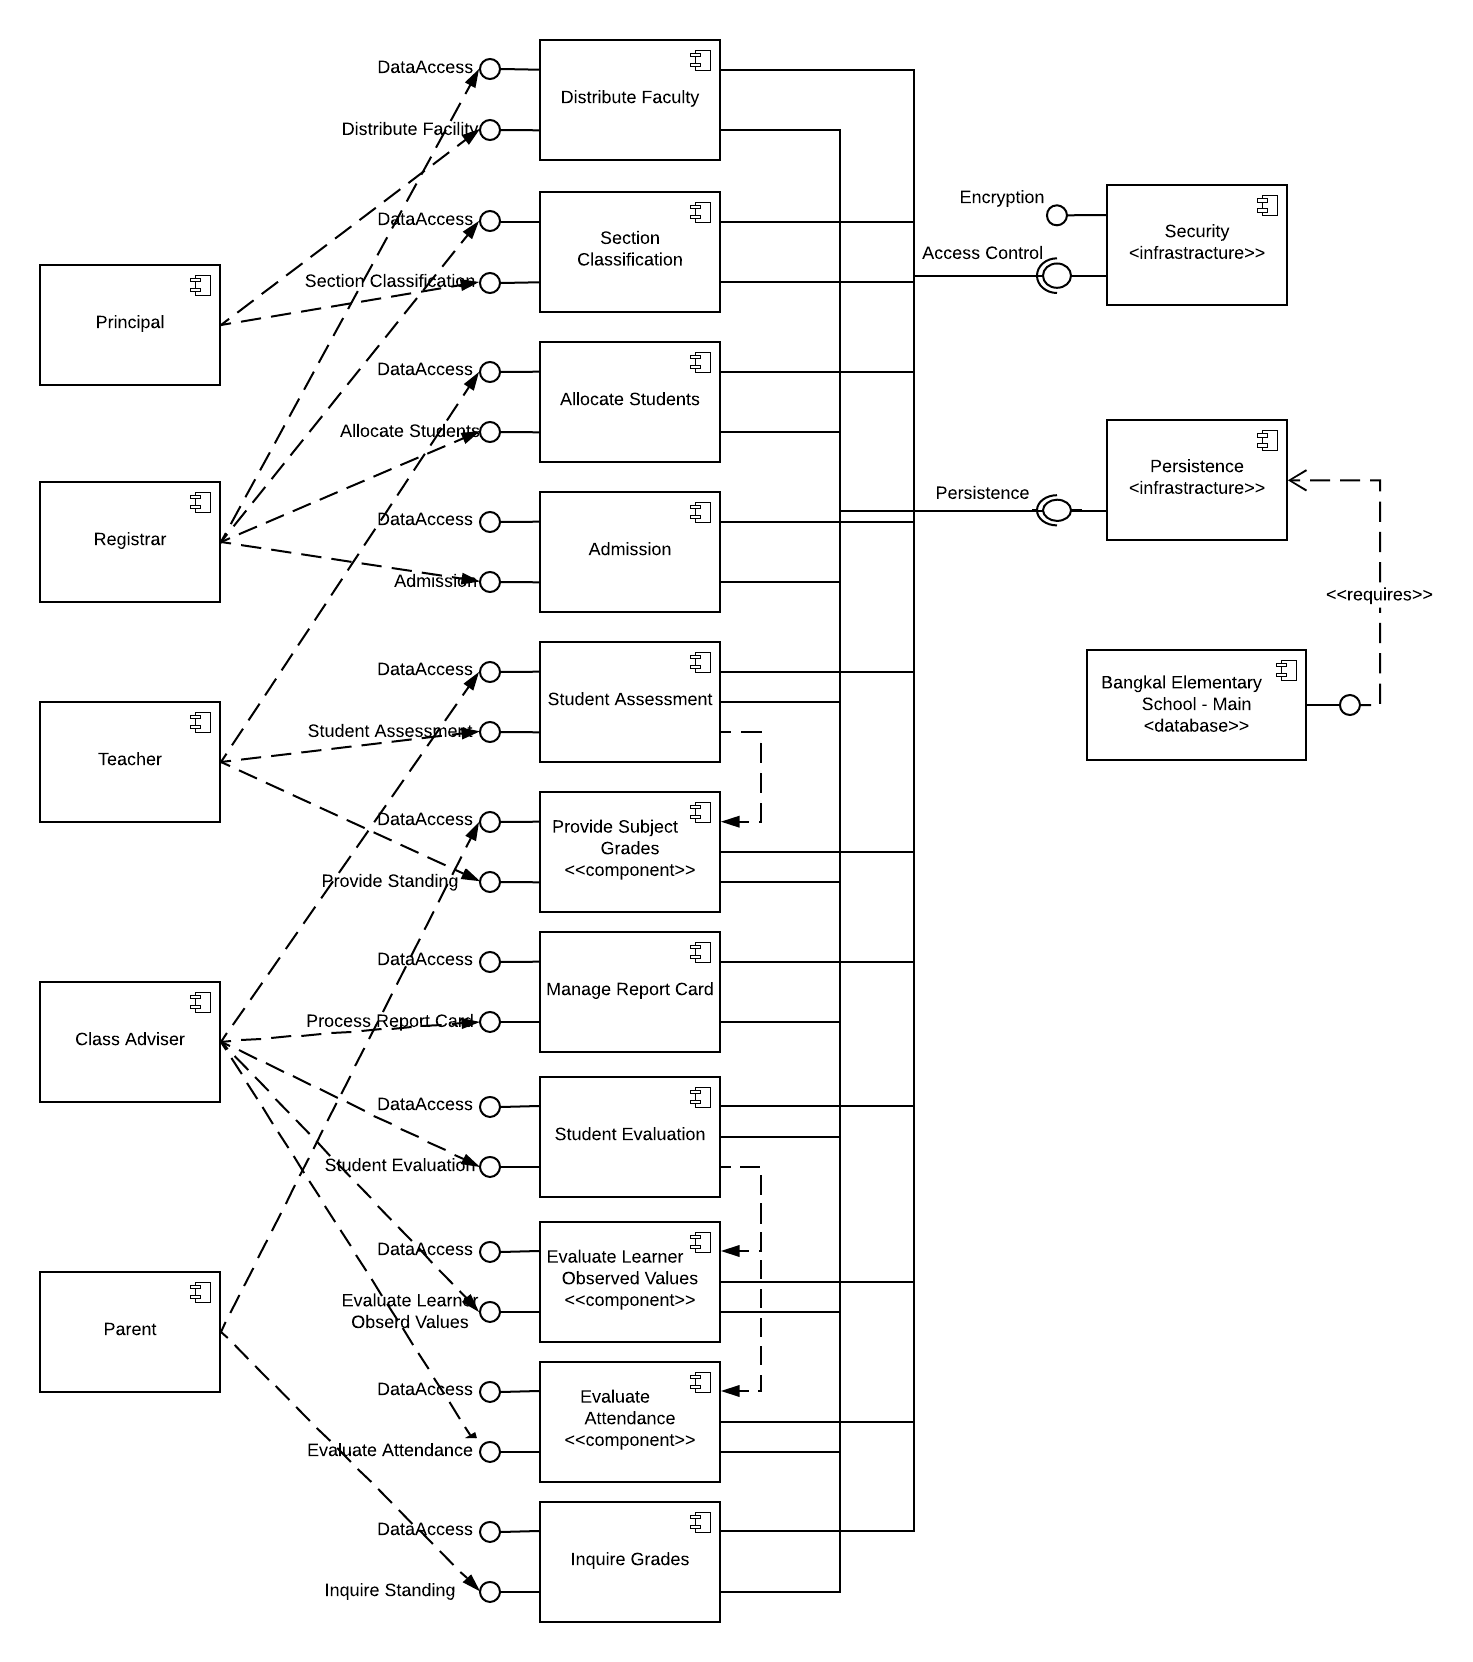 DataAccess
Distribute Faculty
Distribute Facility
DataAccess
Section
Classification
Section Classification
Encryption
Security
<infrastracture>>
Access Control
Principal
DataAccess
Allocate Students
Allocate Students
Persistence
<infrastracture>>
Persistence
Registrar
DataAccess
Admission
Admission
<<requires>>
DataAccess
Student Assessment
Student Assessment
Bangkal Elementary
School - Main
<database>>
Teacher
DataAccess
Provide Subject
Grades
<<component>>
Provide Standing
DataAccess
Manage Report Card
Process Report Card
Class Adviser
DataAccess
Student Evaluation
Student Evaluation
DataAccess
Evaluate Learner
Observed Values
<<component>>
Evaluate Learner
Obserd Values
Parent
DataAccess
Evaluate
Attendance
<<component>>
Evaluate Attendance
DataAccess
Inquire Grades
Inquire Standing